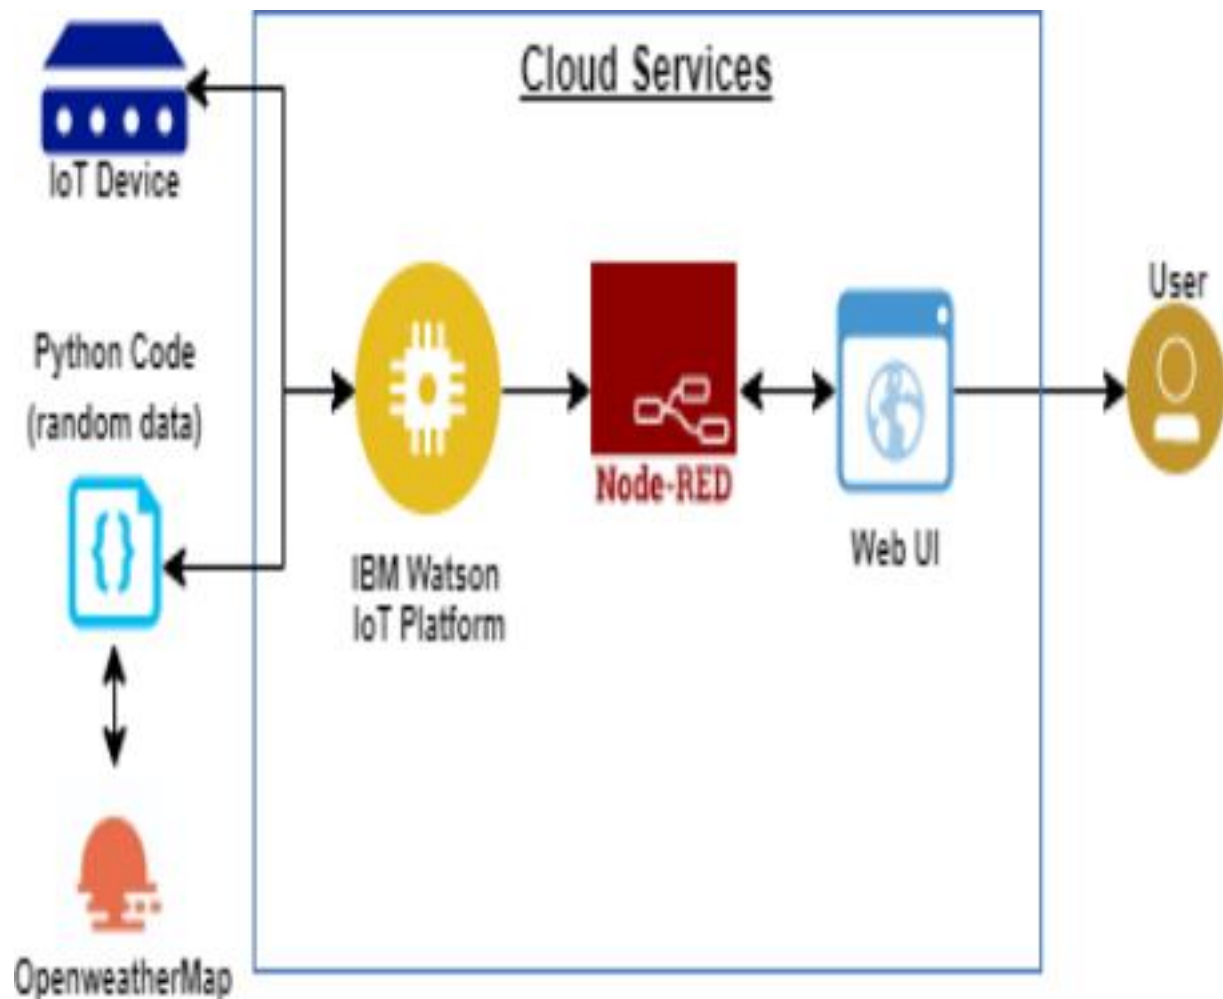 Cloud Services
IoT Device
User
Python Code
(random data)
Node-RED
Web UI
IBM Watson
IoT Platform
OpenweatherMap